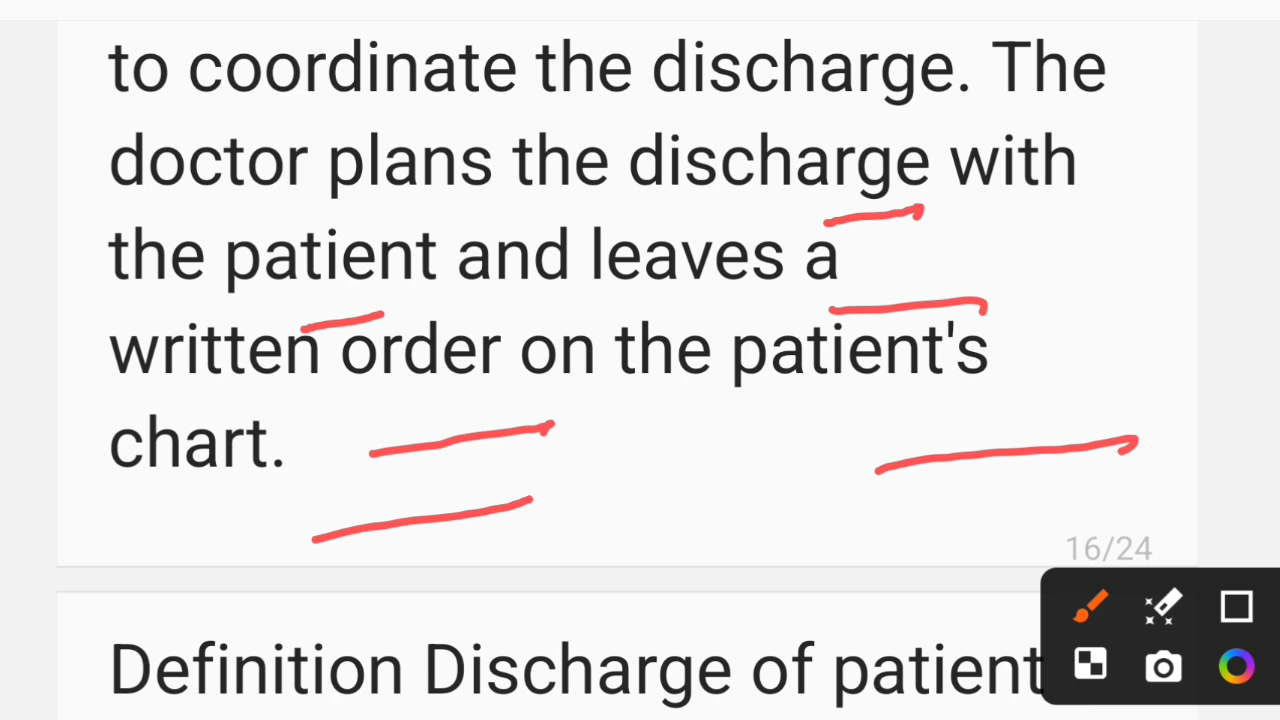 to coordinate the discharge. The
doctor plans the discharge with
the patient and leaves a
written order on the patient's
chart.
16/24
Definition Discharge of patient